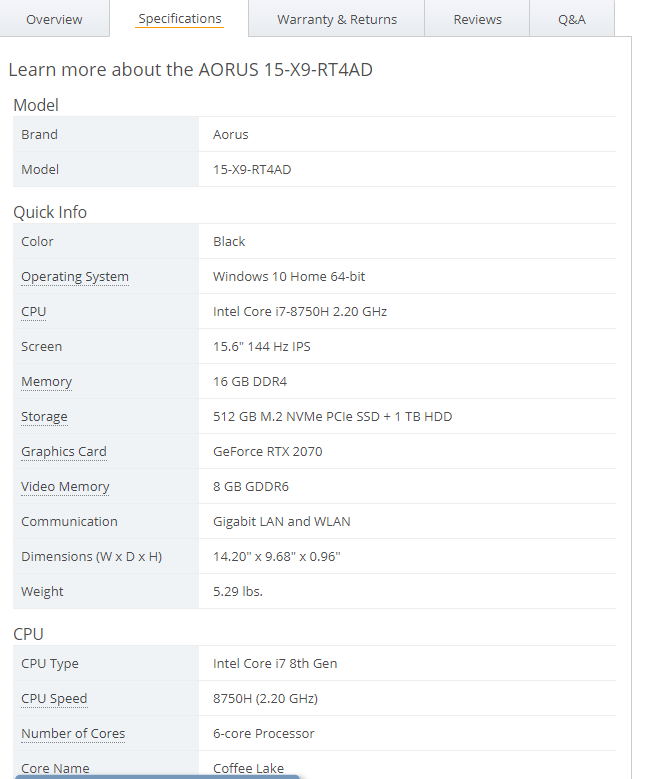 Overview Specifications Warranty & Returns Reviews Q&A
Learn more about the AORUS 15-X9-RT4AD
Model
Brand Aorus
Model 15-X9-RT4AD
Quick Info
Color Black
Operating System Windows 10 Home 64-bit
CPU Intel Core i7-8750H 2.20 GHz
Screen 15.6" 144 Hz IPS
Memory 16 GB DDR4
Storage 512 GB M.2 NVMe PCIe SSD + 1 TB HDD
Graphics Card GeForce RTX 2070
Video Memory 8 GB GDDR6
Communication Gigabit LAN and WLAN
Dimensions (W x D x H) 14.20" x 9.68" x 0.96"
Weight 5.29 lbs.
CPU
CPU Type Intel Core i7 8th Gen
CPU Speed 8750H (2.20 GHz)
Number of Cores 6-core Processor
Core Name Coffee Lake